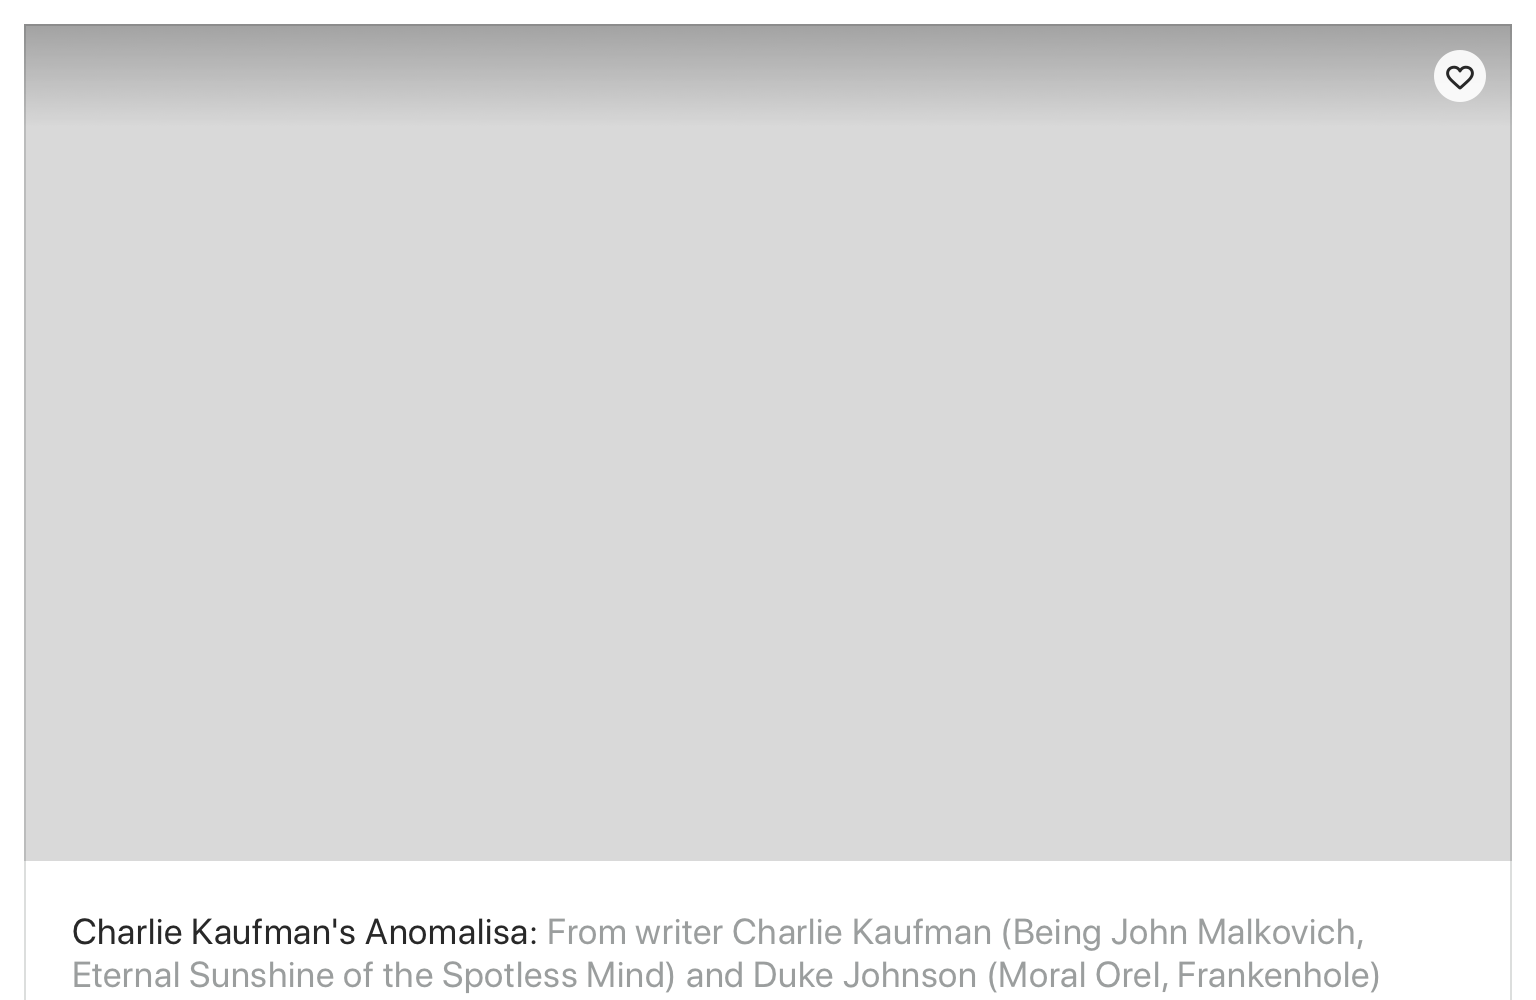 Charlie Kaufman's Anomalisa: From writer Charlie Kaufman (Being John Malkovich,
Eternal Sunshine of the Spotless Mind) and Duke Johnson (Moral Orel, Frankenhole)